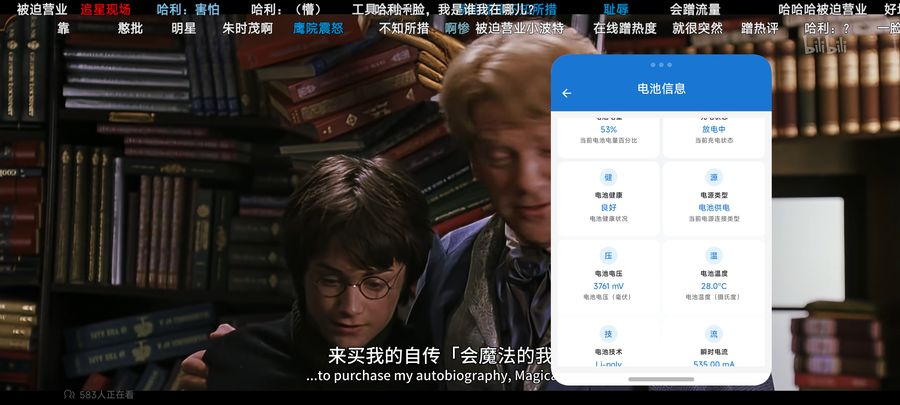 被迫营业 追星现场 哈利：害怕 哈利：（懵） 工具 哈利承脸，我是谁我在哪儿？ 所措 耻辱 会蹭流量 哈哈哈被迫营业
靠 憨批 明星 朱时茂啊 鹰院震怒 不知所措 啊惨 被迫营业小波特 在线蹭热度 就很突然 蹭热评 哈利：？
bilibili
电池信息
53%
放电中
当前电池电量百分比
当前充电状态
健
源
电池健康
电源类型
良好
电池供电
电池健康状况
当前电源连接类型
压
温
电池电压
电池温度
3761 mV
28.0°C
电池电压（毫伏）
电池温度（摄氏度）
技
流
电池技术
瞬时电流
Li-poly
535.00 mA
来买我的自传「会魔法的我
...to purchase my autobiography, Magica
583人正在看